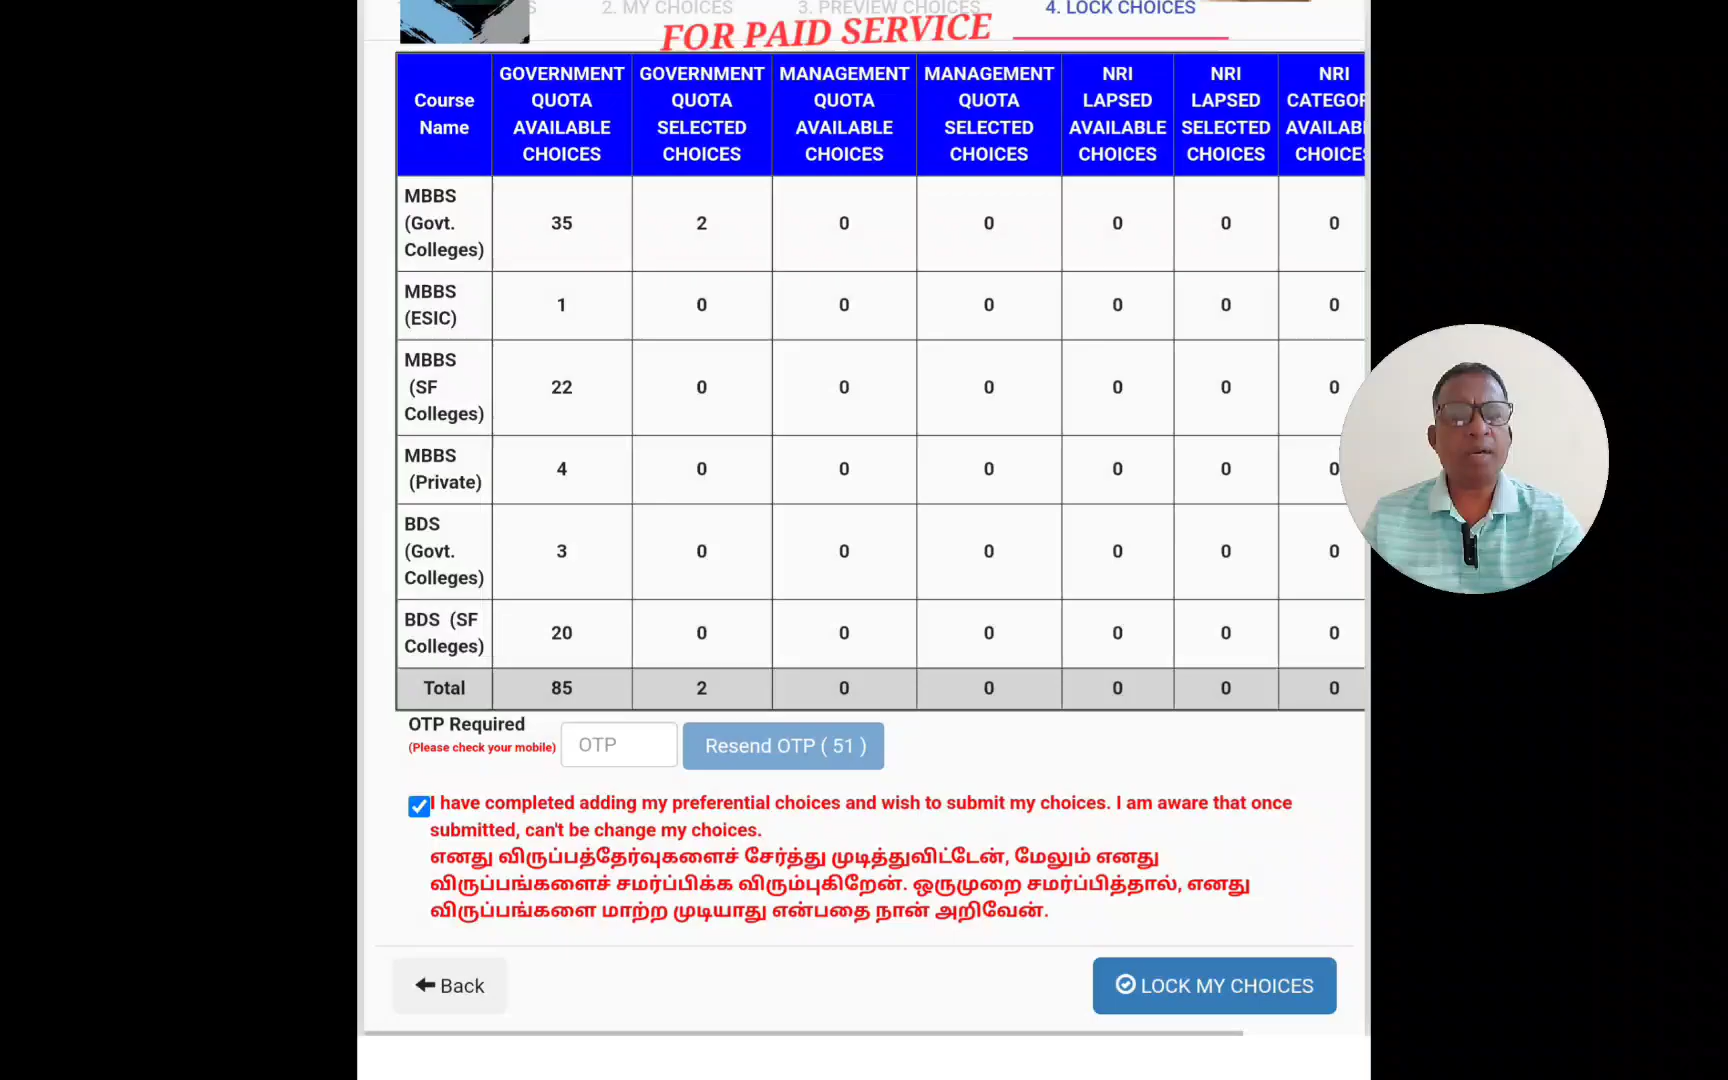 2. MY CHOICES
3. PREVIEW CHOICES
4. LOCK CHOICES
FOR PAID SERVICE
Course Name
GOVERNMENT QUOTA AVAILABLE CHOICES
GOVERNMENT QUOTA SELECTED CHOICES
MANAGEMENT QUOTA AVAILABLE CHOICES
MANAGEMENT QUOTA SELECTED CHOICES
NRI LAPSED AVAILABLE CHOICES
NRI LAPSED SELECTED CHOICES
NRI
MBBS (Govt. Colleges) 35 2 0 0 0 0 0
MBBS (ESIC) 1 0 0 0 0 0 0
MBBS (SF Colleges) 22 0 0 0 0 0 0
MBBS (Private) 4 0 0 0 0 0 0
BDS (Govt. Colleges) 3 0 0 0 0 0 0
BDS (SF Colleges) 20 0 0 0 0 0 0
Total 85 2 0 0 0 0 0
OTP Required
(Please check your mobile)
OTP
Resend OTP ( 51 )
I have completed adding my preferential choices and wish to submit my choices. I am aware that once
submitted, can't be change my choices.
எனது விருப்பத்தேர்வுகளைச் சேர்த்து முடித்துவிட்டேன், மேலும் எனது
விருப்பங்களைச் சமர்ப்பிக்க விரும்புகிறேன். ஒருமுறை சமர்ப்பித்தால், எனது
விருப்பங்களை மாற்ற முடியாது என்பதை நான் அறிவேன்.
Back
LOCK MY CHOICES